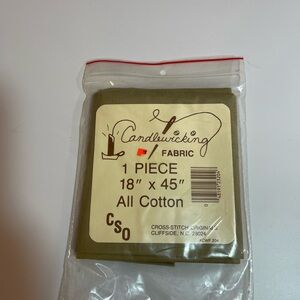 Candlewicking
FABRIC
1 PIECE
18" x 45"
All Cotton
CSO
CROSS-STITCH ORIGINALS
CLIFFSIDE, N.C. 28024